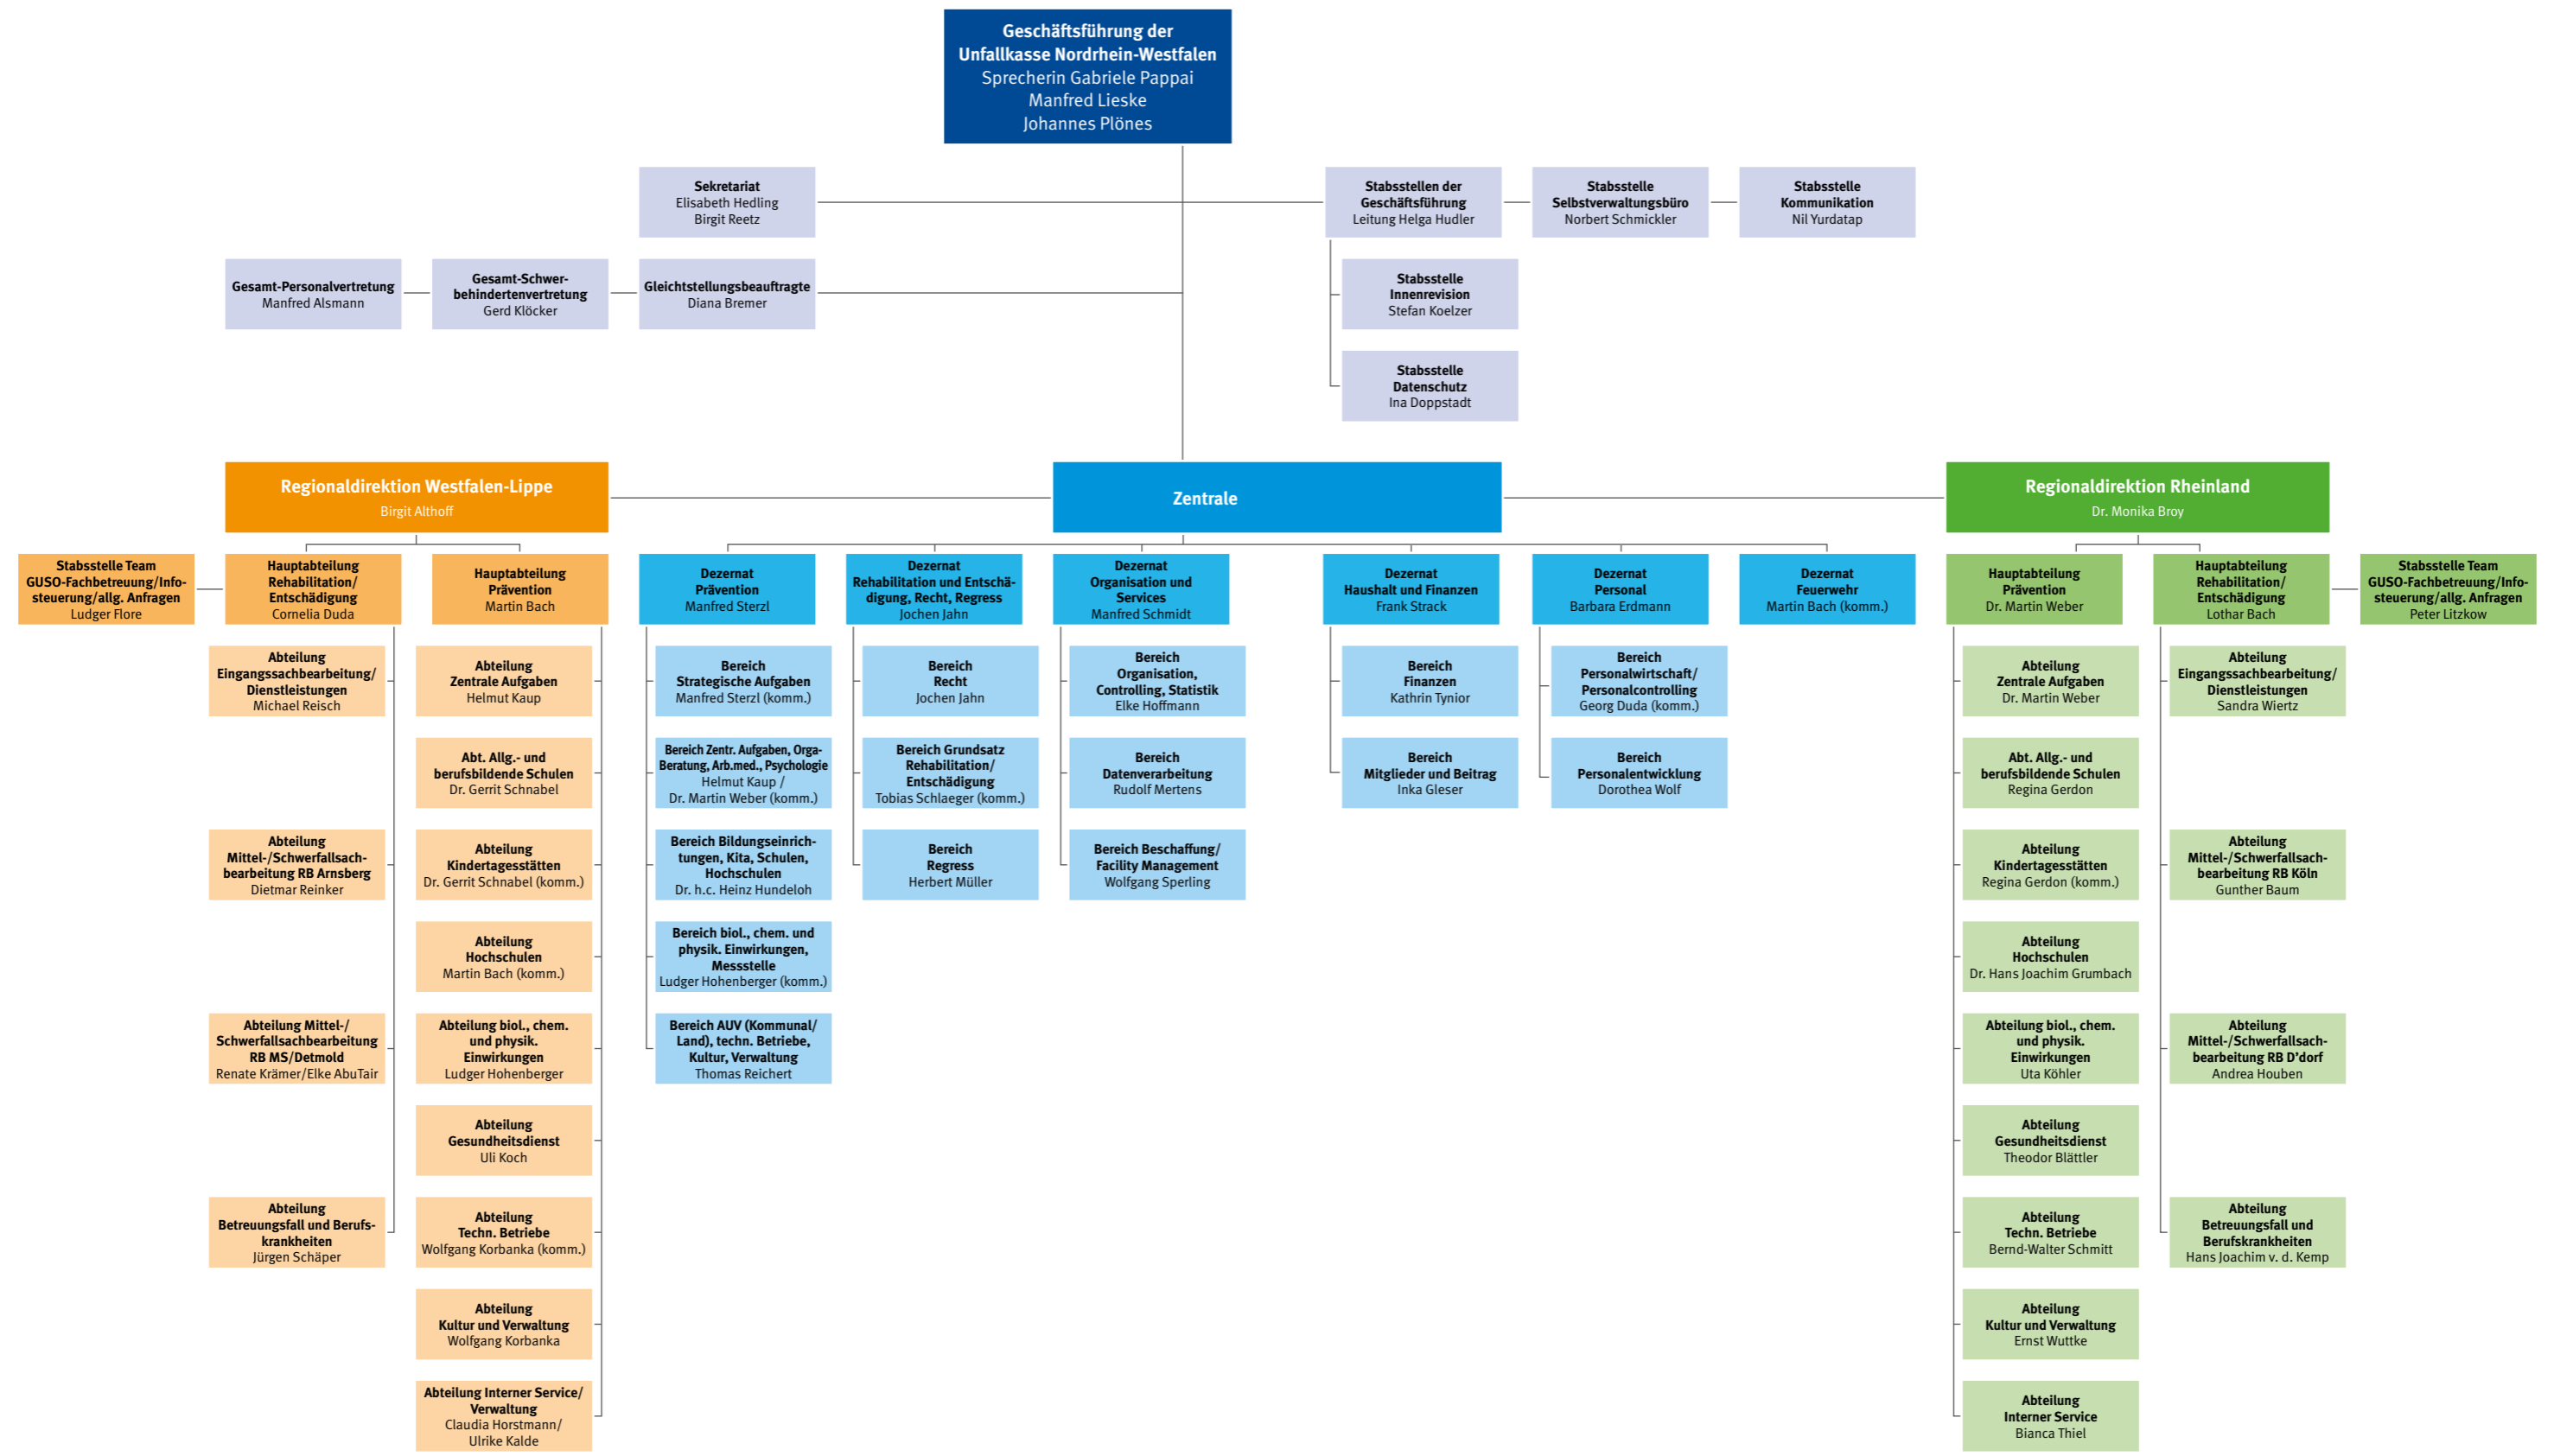 Geschäftsführung der
Unfallkasse Nordrhein-Westfalen
Sprecherin Gabriele Pappai
Manfred Lieske
Johannes Plönes
Sekretariat
Elisabeth Hedling
Birgit Reetz
Stabsstellen der
Geschäftsführung
Leitung Helga Hudler
Stabsstelle
Selbstverwaltungsbüro
Norbert Schmickler
Stabsstelle
Kommunikation
Nil Yurdatap
Gesamt-Personalvertretung
Manfred Alsmann
Gesamt-Schwer-
behindertenvertretung
Gerd Klöcker
Gleichtstellungsbeauftragte
Diana Bremer
Stabsstelle
Innenrevision
Stefan Koelzer
Stabsstelle
Datenschutz
Ina Doppstadt
Regionaldirektion Westfalen-Lippe
Birgit Althoff
Zentrale
Regionaldirektion Rheinland
Dr. Monika Broy
Stabsstelle Team
GUSO-Fachbetreuung/Info-
steuerung/allg. Anfragen
Ludger Flore
Hauptabteilung
Rehabilitation/
Entschädigung
Cornelia Duda
Hauptabteilung
Prävention
Martin Bach
Dezernat
Prävention
Manfred Sterzl
Dezernat
Rehabilitation und Entschä-
digung, Recht, Regress
Jochen Jahn
Dezernat
Organisation und
Services
Manfred Schmidt
Dezernat
Haushalt und Finanzen
Frank Strack
Dezernat
Personal
Barbara Erdmann
Dezernat
Feuerwehr
Martin Bach (komm.)
Hauptabteilung
Prävention
Dr. Martin Weber
Hauptabteilung
Rehabilitation/
Entschädigung
Lothar Bach
Stabsstelle Team
GUSO-Fachbetreuung/Info-
steuerung/allg. Anfragen
Peter Litzkow
Abteilung
Eingangssachbearbeitung/
Dienstleistungen
Michael Reisch
Abteilung
Zentrale Aufgaben
Helmut Kaup
Bereich
Strategische Aufgaben
Manfred Sterzl (komm.)
Bereich
Recht
Jochen Jahn
Bereich
Organisation,
Controlling, Statistik
Elke Hoffmann
Bereich
Finanzen
Kathrin Tynior
Bereich
Personalwirtschaft/
Personalcontrolling
Georg Duda (komm.)
Abteilung
Zentrale Aufgaben
Dr. Martin Weber
Abteilung
Eingangssachbearbeitung/
Dienstleistungen
Sandra Wiertz
Abt. Allg.- und
berufsbildende Schulen
Dr. Gerrit Schnabel
Bereich Zentr. Aufgaben, Orga-
Beratung, Arb.med., Psychologie
Helmut Kaup /
Dr. Martin Weber (komm.)
Bereich Grundsatz
Rehabilitation/
Entschädigung
Tobias Schlaeger (komm.)
Bereich
Datenverarbeitung
Rudolf Mertens
Bereich
Mitglieder und Beitrag
Inka Gleser
Bereich
Personalentwicklung
Dorothea Wolf
Abt. Allg.- und
berufsbildende Schulen
Regina Gerdon
Abteilung
Mittel-/Schwerfallsach-
bearbeitung RB Arnsberg
Dietmar Reinker
Abteilung
Kindertagesstätten
Dr. Gerrit Schnabel (komm.)
Bereich Bildungseinrich-
tungen, Kita, Schulen,
Hochschulen
Dr. h.c. Heinz Hundeloh
Bereich
Regress
Herbert Müller
Bereich Beschaffung/
Facility Management
Wolfgang Sperling
Abteilung
Kindertagesstätten
Regina Gerdon (komm.)
Abteilung
Mittel-/Schwerfallsach-
bearbeitung RB Köln
Gunther Baum
Abteilung
Hochschulen
Martin Bach (komm.)
Bereich biol., chem. und
physik. Einwirkungen,
Messstelle
Ludger Hohenberger (komm.)
Abteilung
Hochschulen
Dr. Hans Joachim Grumbach
Abteilung Mittel-/
Schwerfallsachbearbeitung
RB MS/Detmold
Renate Krämer/Elke AbuTair
Abteilung biol., chem.
und physik.
Einwirkungen
Ludger Hohenberger
Bereich AUV (Kommunal/
Land), techn. Betriebe,
Kultur, Verwaltung
Thomas Reichert
Abteilung biol., chem.
und physik.
Einwirkungen
Uta Köhler
Abteilung
Mittel-/Schwerfallsach-
bearbeitung RB D'dorf
Andrea Houben
Abteilung
Gesundheitsdienst
Uli Koch
Abteilung
Gesundheitsdienst
Theodor Blättler
Abteilung
Betreuungsfall und Berufs-
krankheiten
Jürgen Schäper
Abteilung
Techn. Betriebe
Wolfgang Korbanka (komm.)
Abteilung
Techn. Betriebe
Bernd-Walter Schmitt
Abteilung
Betreuungsfall und
Berufskrankheiten
Hans Joachim v. d. Kemp
Abteilung
Kultur und Verwaltung
Wolfgang Korbanka
Abteilung
Kultur und Verwaltung
Ernst Wuttke
Abteilung Interner Service/
Verwaltung
Claudia Horstmann/
Ulrike Kalde
Abteilung
Interner Service
Bianca Thiel